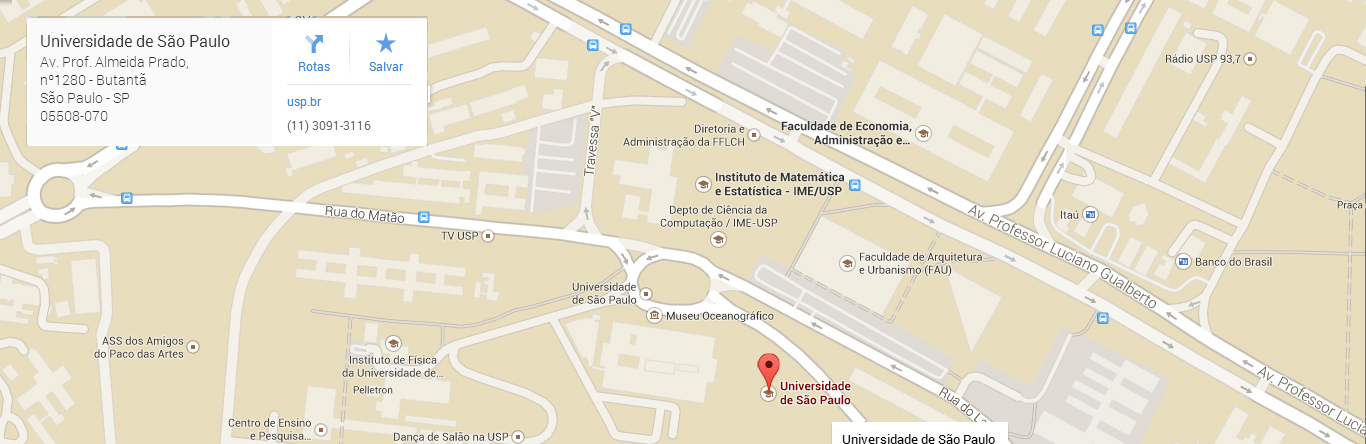 Universidade de São Paulo
Av. Prof. Almeida Prado,
nº1280 - Butantã
São Paulo - SP
05508-070
Rotas
Salvar
usp.br
(11) 3091-3116
Rádio USP 93,7
Travessa "V"
Diretoria e
Administração da FFLCH
Faculdade de Economia,
Administração e...
Instituto de Matemática
e Estatística - IME/USP
Rua do Matão
TV USP
Depto de Ciência da
Computação / IME-USP
Av. Professor Luciano Gualberto
Itaú
Praça
Faculdade de Arquitetura
e Urbanismo (FAU)
Banco do Brasil
Universidade
de São Paulo
Museu Oceanográfico
ASS dos Amigos
do Paco das Artes
Instituto de Física
da Universidade de...
Pelletron
Universidade
de São Paulo
Rua do La
Av. Professor Lucia
Centro de Ensino
e Pesquisa...
Dança de Salão na USP
Universidade de São Paulo